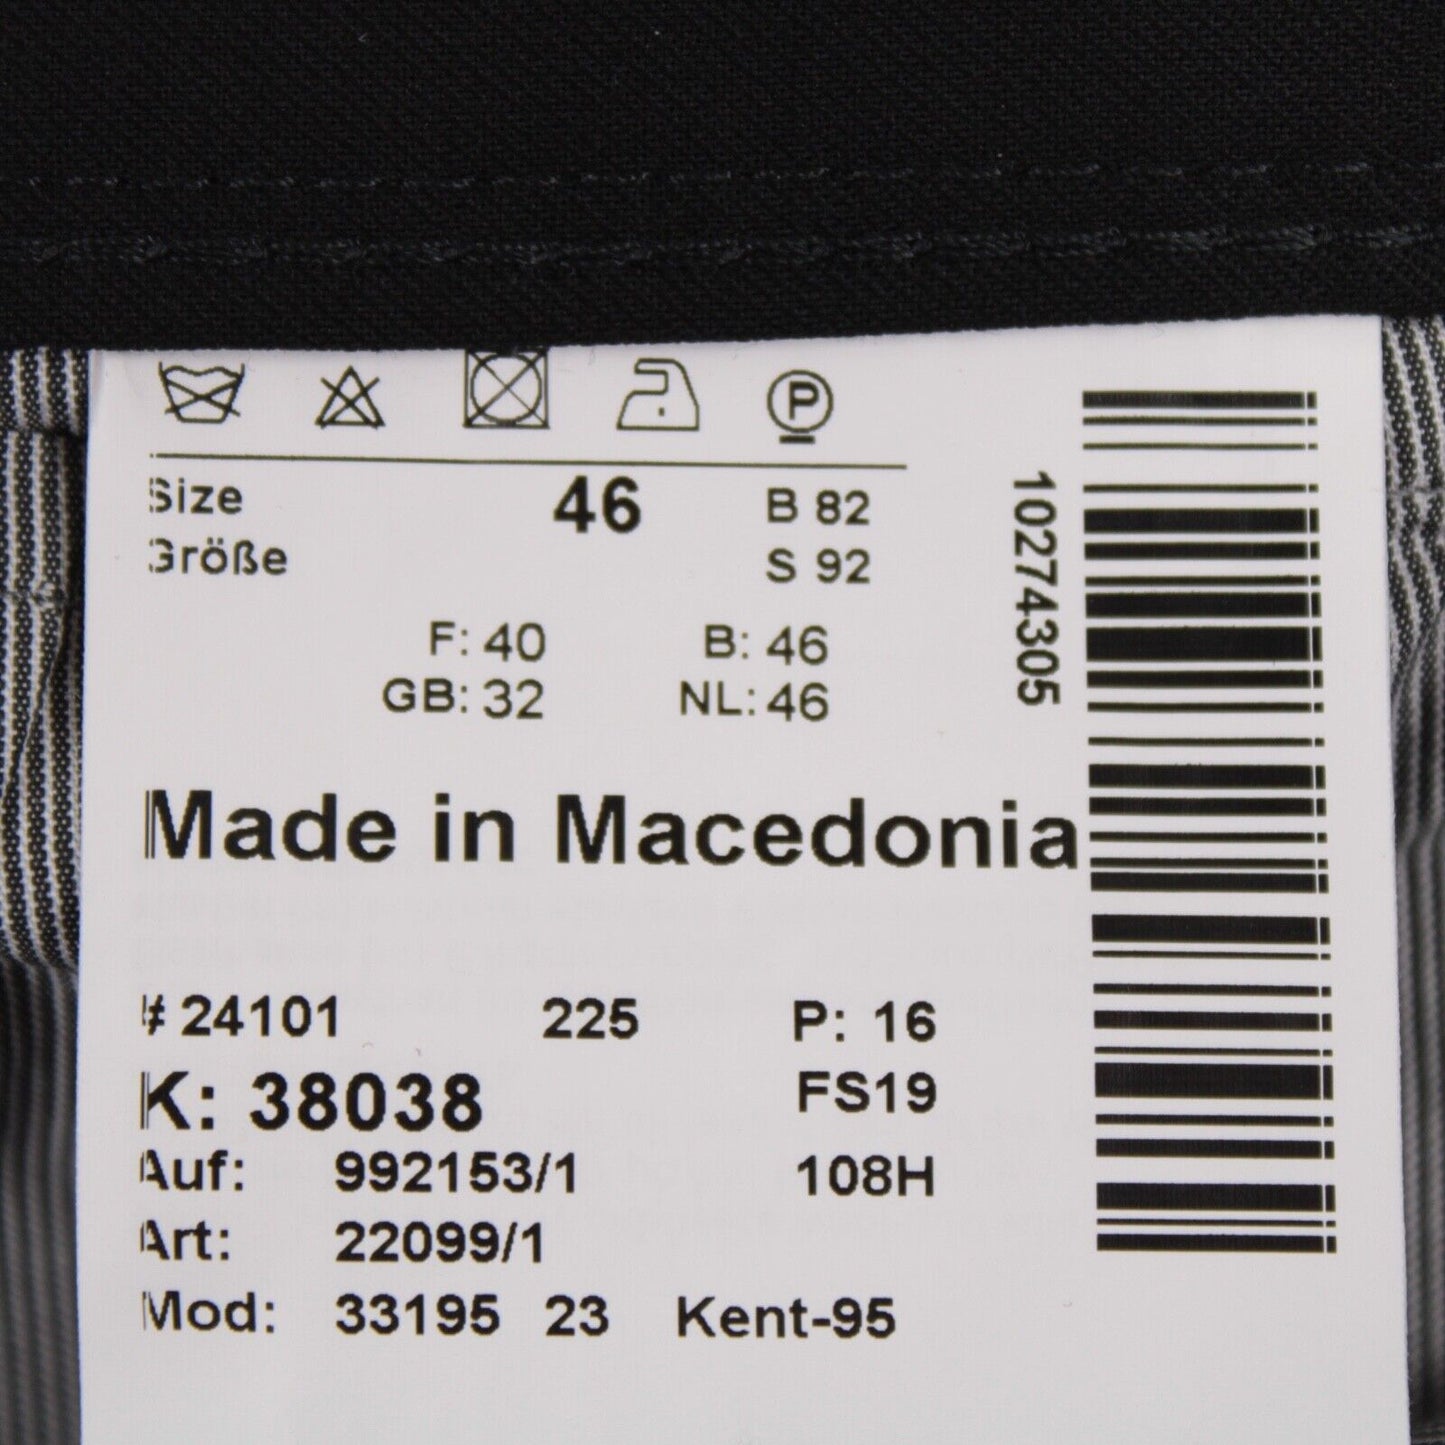 P
Size 46 B 82
Größe S 92
F: 40 B: 46
GB: 32 NL: 46
Made in Macedonia
# 24101 225 P: 16
K: 38038 FS19
Auf: 992153/1 108H
Art: 22099/1
Mod: 33195 23 Kent-95
10274305